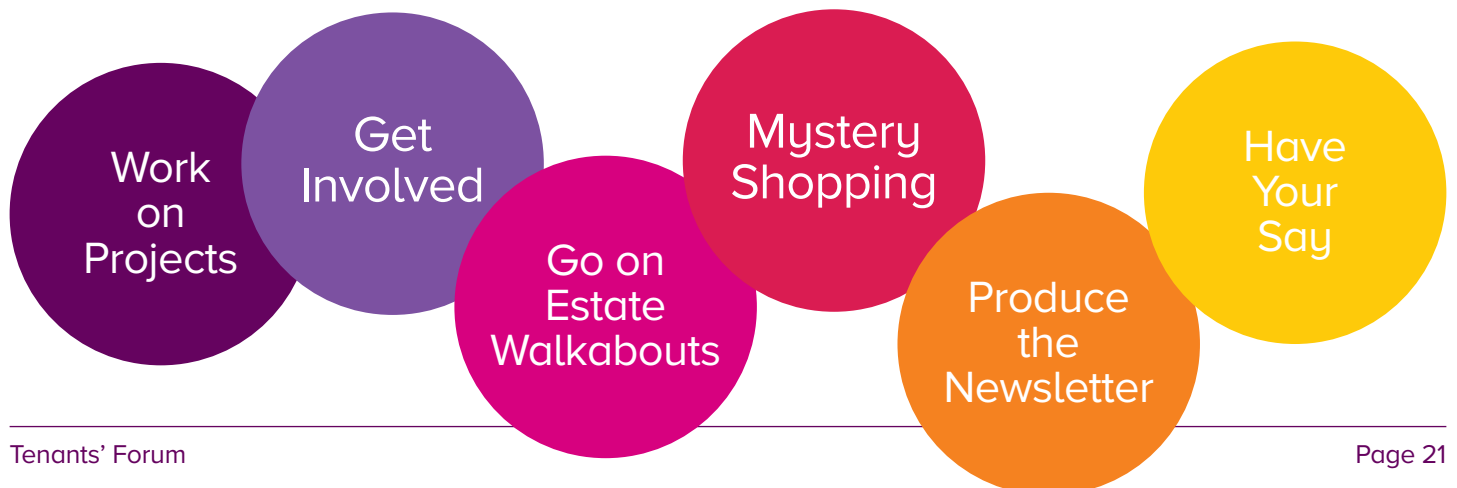 Work
on
Projects
Get
Involved
Go on
Estate
Walkabouts
Mystery
Shopping
Produce
the
Newsletter
Have
Your
Say
Tenants’ Forum
Page 21